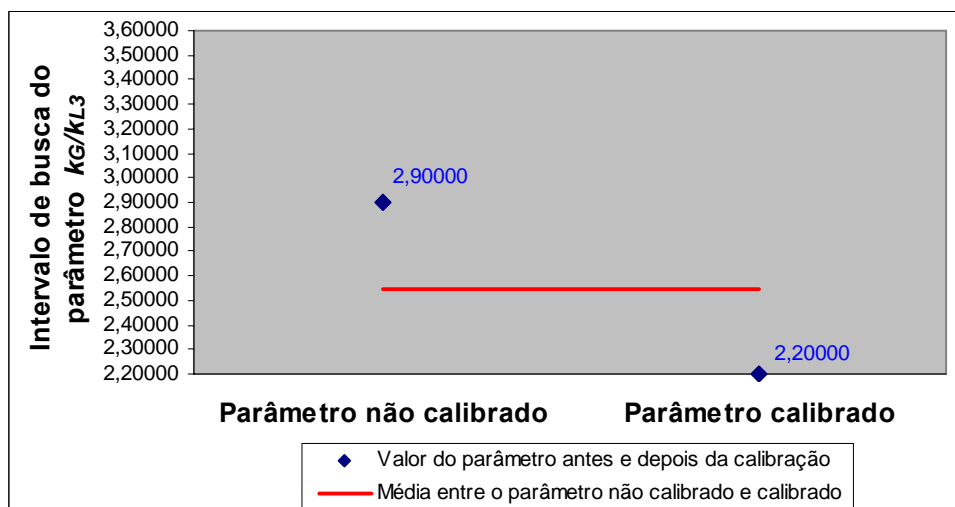 Intervalo de busca do
parâmetro kG/kL3
3,60000
3,50000
3,40000
3,30000
3,20000
3,10000
3,00000
2,90000
2,80000
2,70000
2,60000
2,50000
2,40000
2,30000
2,20000
2,90000
2,20000
Parâmetro não calibrado
Parâmetro calibrado
Valor do parâmetro antes e depois da calibração
Média entre o parâmetro não calibrado e calibrado